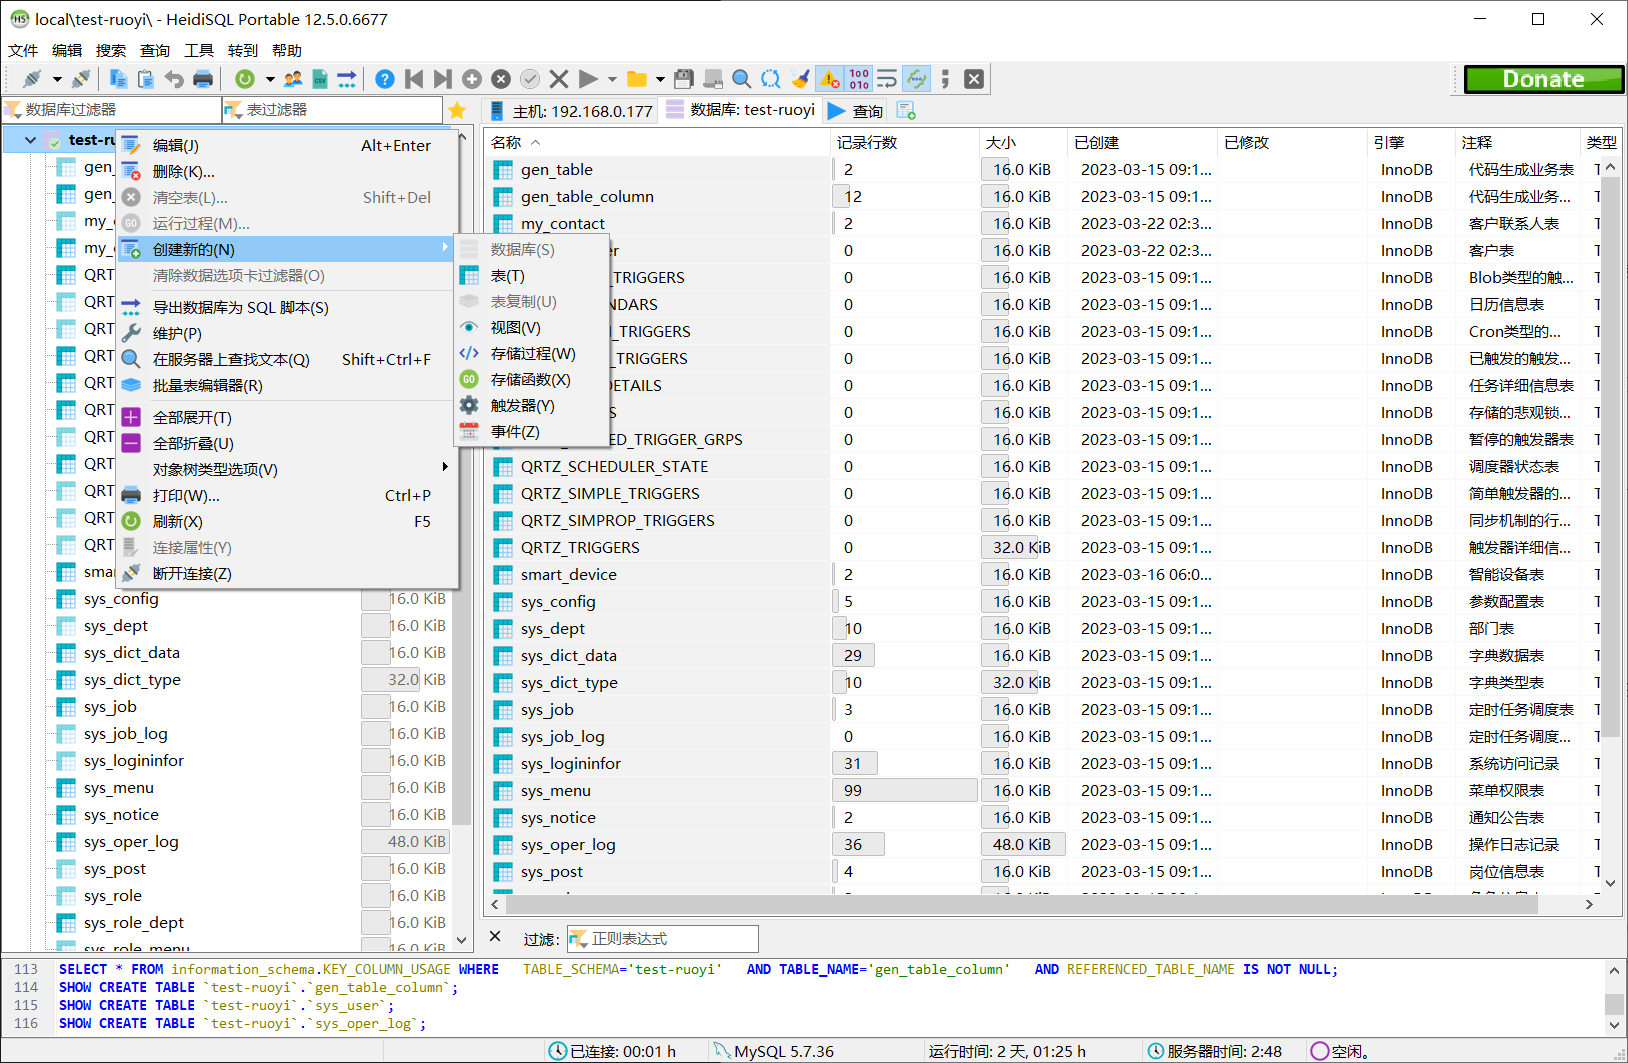 local\test-ruoyi\ - HeidiSQL Portable 12.5.0.6677
文件 编辑 搜索 查询 工具 转到 帮助
Donate
数据库过滤器 表过滤器 主机: 192.168.0.177 数据库: test-ruoyi 查询
test-ru
gen_
gen_
my_
my_
QRT
QRT
QRT
QRT
QRT
QRT
QRT
QRT
QRT
QRT
QRT
smar
sys_config 16.0 KiB
sys_dept 16.0 KiB
sys_dict_data 16.0 KiB
sys_dict_type 32.0 KiB
sys_job 16.0 KiB
sys_job_log 16.0 KiB
sys_logininfor 16.0 KiB
sys_menu 16.0 KiB
sys_notice 16.0 KiB
sys_oper_log 48.0 KiB
sys_post 16.0 KiB
sys_role 16.0 KiB
sys_role_dept 16.0 KiB
sys_role_menu 16.0 KiB
编辑(J) Alt+Enter
删除(K)...
清空表(L)... Shift+Del
运行过程(M)...
创建新的(N)
清除数据选项卡过滤器(O)
导出数据库为 SQL 脚本(S)
维护(P)
在服务器上查找文本(Q) Shift+Ctrl+F
批量表编辑器(R)
全部展开(T)
全部折叠(U)
对象树类型选项(V)
打印(W)... Ctrl+P
刷新(X) F5
连接属性(Y)
断开连接(Z)
数据库(S)
表(T)
表复制(U)
视图(V)
存储过程(W)
存储函数(X)
触发器(Y)
事件(Z)
名称 记录行数 大小 已创建 已修改 引擎 注释 类型
gen_table 2 16.0 KiB 2023-03-15 09:1... InnoDB 代码生成业务表 T
gen_table_column 12 16.0 KiB 2023-03-15 09:1... InnoDB 代码生成业务... T
my_contact 2 16.0 KiB 2023-03-22 02:3... InnoDB 客户联系人表 T
er 0 16.0 KiB 2023-03-22 02:3... InnoDB 客户表 T
_TRIGGERS 0 16.0 KiB 2023-03-15 09:1... InnoDB Blob类型的触... T
NDARS 0 16.0 KiB 2023-03-15 09:1... InnoDB 日历信息表 T
_TRIGGERS 0 16.0 KiB 2023-03-15 09:1... InnoDB Cron类型的... T
_TRIGGERS 0 16.0 KiB 2023-03-15 09:1... InnoDB 已触发的触发... T
DETAILS 0 16.0 KiB 2023-03-15 09:1... InnoDB 任务详细信息表 T
S 0 16.0 KiB 2023-03-15 09:1... InnoDB 存储的悲观锁... T
ED_TRIGGER_GRPS 0 16.0 KiB 2023-03-15 09:1... InnoDB 暂停的触发器表 T
QRTZ_SCHEDULER_STATE 0 16.0 KiB 2023-03-15 09:1... InnoDB 调度器状态表 T
QRTZ_SIMPLE_TRIGGERS 0 16.0 KiB 2023-03-15 09:1... InnoDB 简单触发器的... T
QRTZ_SIMPROP_TRIGGERS 0 16.0 KiB 2023-03-15 09:1... InnoDB 同步机制的行... T
QRTZ_TRIGGERS 0 32.0 KiB 2023-03-15 09:1... InnoDB 触发器详细信... T
smart_device 2 16.0 KiB 2023-03-16 06:0... InnoDB 智能设备表 T
sys_config 5 16.0 KiB 2023-03-15 09:1... InnoDB 参数配置表 T
sys_dept 10 16.0 KiB 2023-03-15 09:1... InnoDB 部门表 T
sys_dict_data 29 16.0 KiB 2023-03-15 09:1... InnoDB 字典数据表 T
sys_dict_type 10 32.0 KiB 2023-03-15 09:1... InnoDB 字典类型表 T
sys_job 3 16.0 KiB 2023-03-15 09:1... InnoDB 定时任务调度表 T
sys_job_log 0 16.0 KiB 2023-03-15 09:1... InnoDB 定时任务调度... T
sys_logininfor 31 16.0 KiB 2023-03-15 09:1... InnoDB 系统访问记录 T
sys_menu 99 16.0 KiB 2023-03-15 09:1... InnoDB 菜单权限表 T
sys_notice 2 16.0 KiB 2023-03-15 09:1... InnoDB 通知公告表 T
sys_oper_log 36 48.0 KiB 2023-03-15 09:1... InnoDB 操作日志记录 T
sys_post 4 16.0 KiB 2023-03-15 09:1... InnoDB 岗位信息表 T
过滤: 正则表达式
113 SELECT * FROM information_schema.KEY_COLUMN_USAGE WHERE TABLE_SCHEMA='test-ruoyi' AND TABLE_NAME='gen_table_column' AND REFERENCED_TABLE_NAME IS NOT NULL;
114 SHOW CREATE TABLE `test-ruoyi`.`gen_table_column`;
115 SHOW CREATE TABLE `test-ruoyi`.`sys_user`;
116 SHOW CREATE TABLE `test-ruoyi`.`sys_oper_log`;
已连接: 00:01 h MySQL 5.7.36 运行时间: 2 天, 01:25 h 服务器时间: 2:48 空闲。